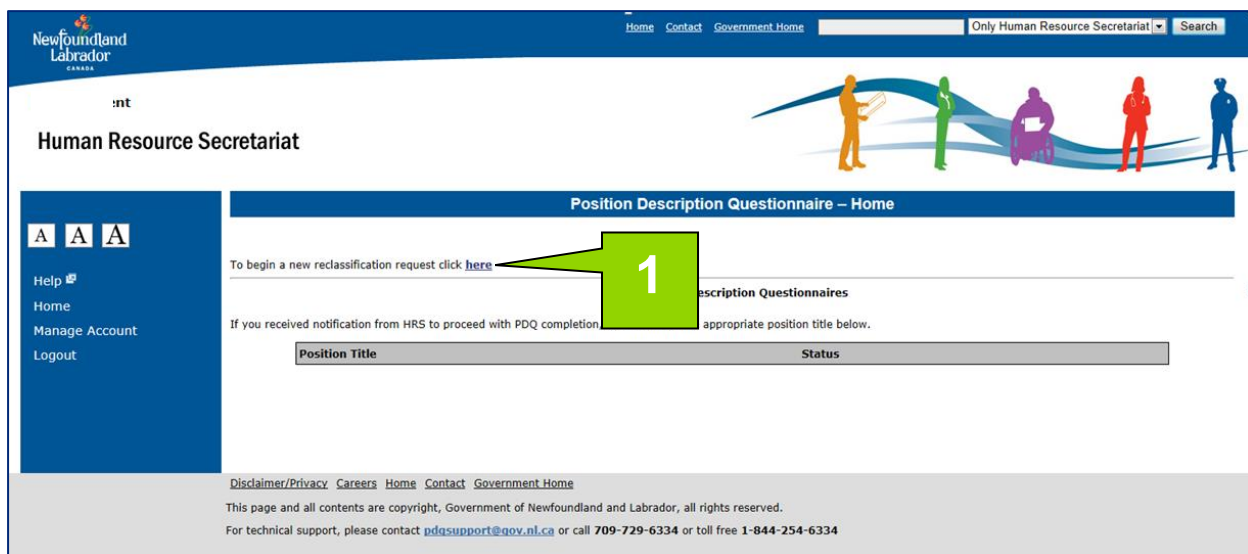 Newfoundland
Labrador
CANADA
Home Contact Government Home Only Human Resource Secretariat Search
Human Resource Secretariat
Position Description Questionnaire – Home
A A A
To begin a new reclassification request click here
1
Help
Home
Manage Account
Logout
escription Questionnaires
If you received notification from HRS to proceed with PDQ completion, appropriate position title below.
Position Title Status
Disclaimer/Privacy Careers Home Contact Government Home
This page and all contents are copyright, Government of Newfoundland and Labrador, all rights reserved.
For technical support, please contact pdqsupport@gov.nl.ca or call 709-729-6334 or toll free 1-844-254-6334